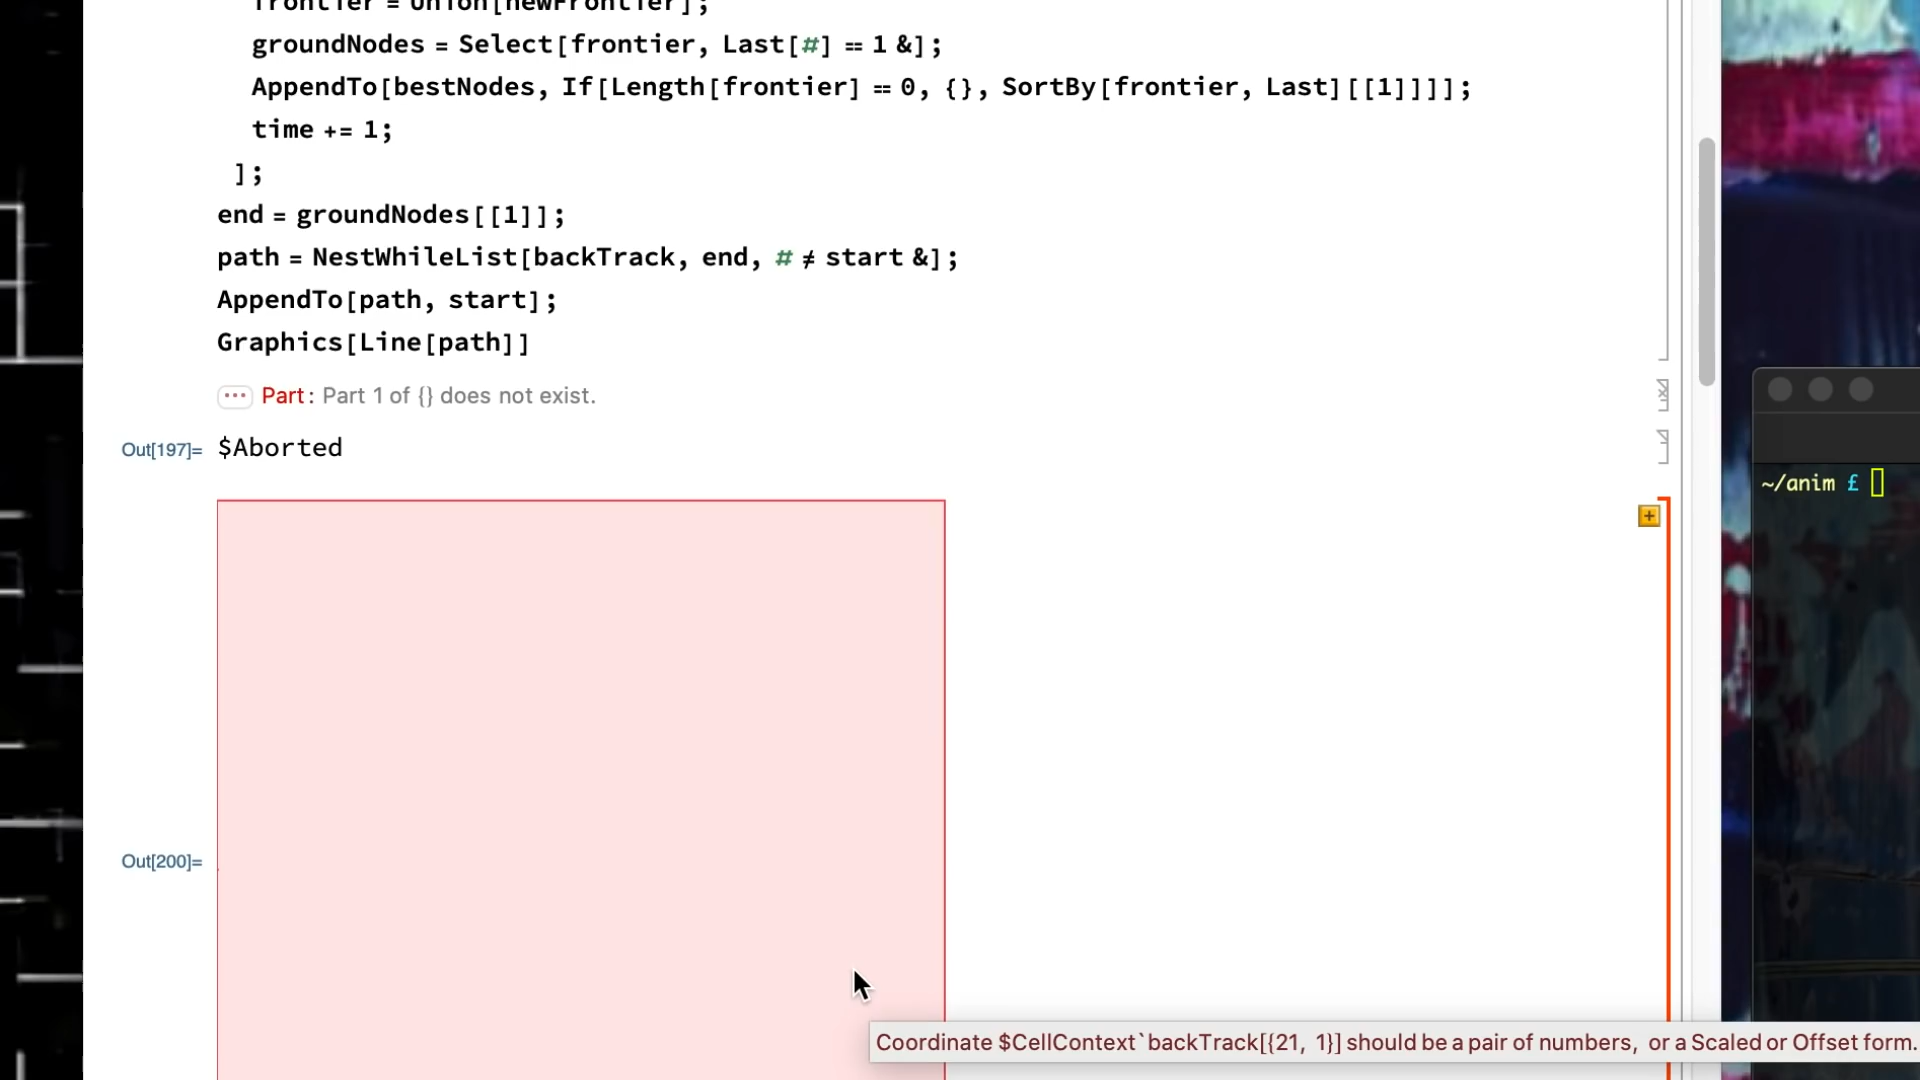 frontier = Union[newFrontier];
groundNodes = Select[frontier, Last[#] == 1 &];
AppendTo[bestNodes, If[Length[frontier] == 0, {}, SortBy[frontier, Last][[1]]]];
time += 1;
];
end = groundNodes[[1]];
path = NestWhileList[backTrack, end, # ≠ start &];
AppendTo[path, start];
Graphics[Line[path]]
Part: Part 1 of {} does not exist.
Out[197]= $Aborted
~/anim £
Out[200]=
Coordinate $CellContext`backTrack[{21, 1}] should be a pair of numbers, or a Scaled or Offset form.